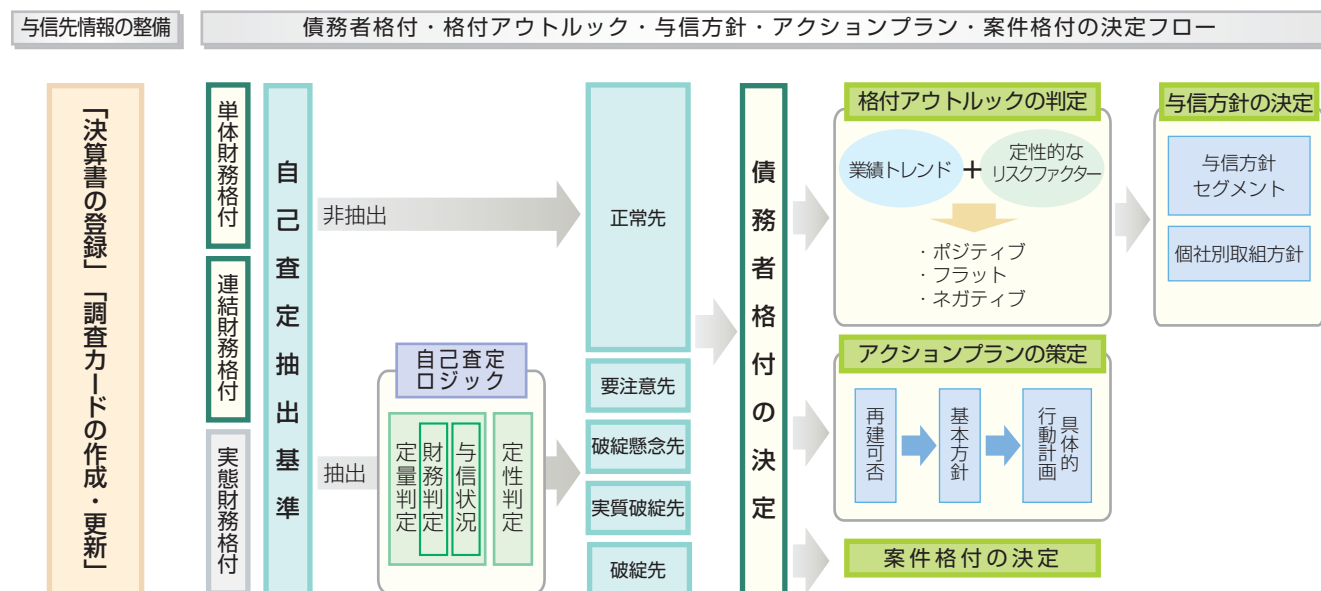 与信先情報の整備
債務者格付・格付アウトルック・与信方針・アクションプラン・案件格付の決定フロー
「決算書の登録」「調査カードの作成・更新」
単体財務格付
連結財務格付
実態財務格付
自己査定抽出基準
非抽出
抽出
自己査定
ロジック
定量判定
財務判定
与信状況
定性判定
正常先
要注意先
破綻懸念先
実質破綻先
破綻先
債務者格付の決定
格付アウトルックの判定
業績トレンド
+
定性的な
リスクファクター
・ポジティブ
・フラット
・ネガティブ
与信方針の決定
与信方針
セグメント
個社別取組方針
アクションプランの策定
再建可否
基本方針
具体的
行動計画
案件格付の決定